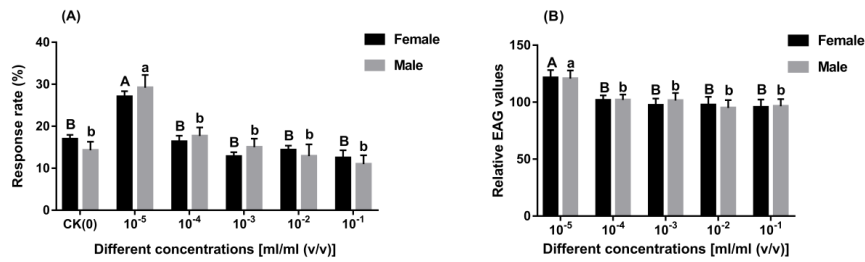 (A)
Response rate (%)
40
30
20
10
0
B b A a B b B b B b B b
CK(0) 10⁻⁵ 10⁻⁴ 10⁻³ 10⁻² 10⁻¹
Different concentrations [ml/ml (v/v)]
Female
Male
(B)
Relative EAG values
150
100
50
0
A a B b B b B b B b
10⁻⁵ 10⁻⁴ 10⁻³ 10⁻² 10⁻¹
Different concentrations [ml/ml (v/v)]
Female
Male